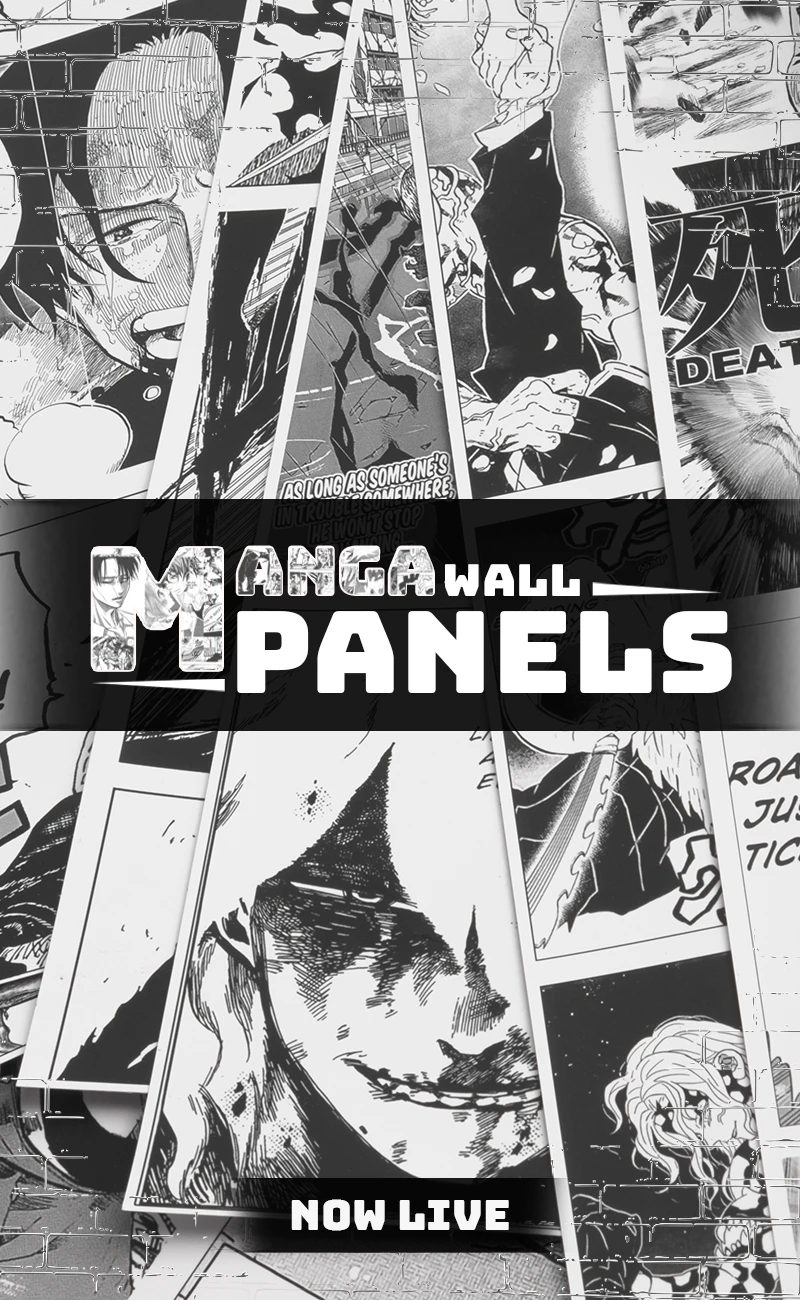 死
DEAT
AS LONG AS SOMEONE'S
IN TROUBLE SOMEWHERE,
HE WON'T STOP
MANGA WALL
PANELS
ROA
JUS
TIC
NOW LIVE